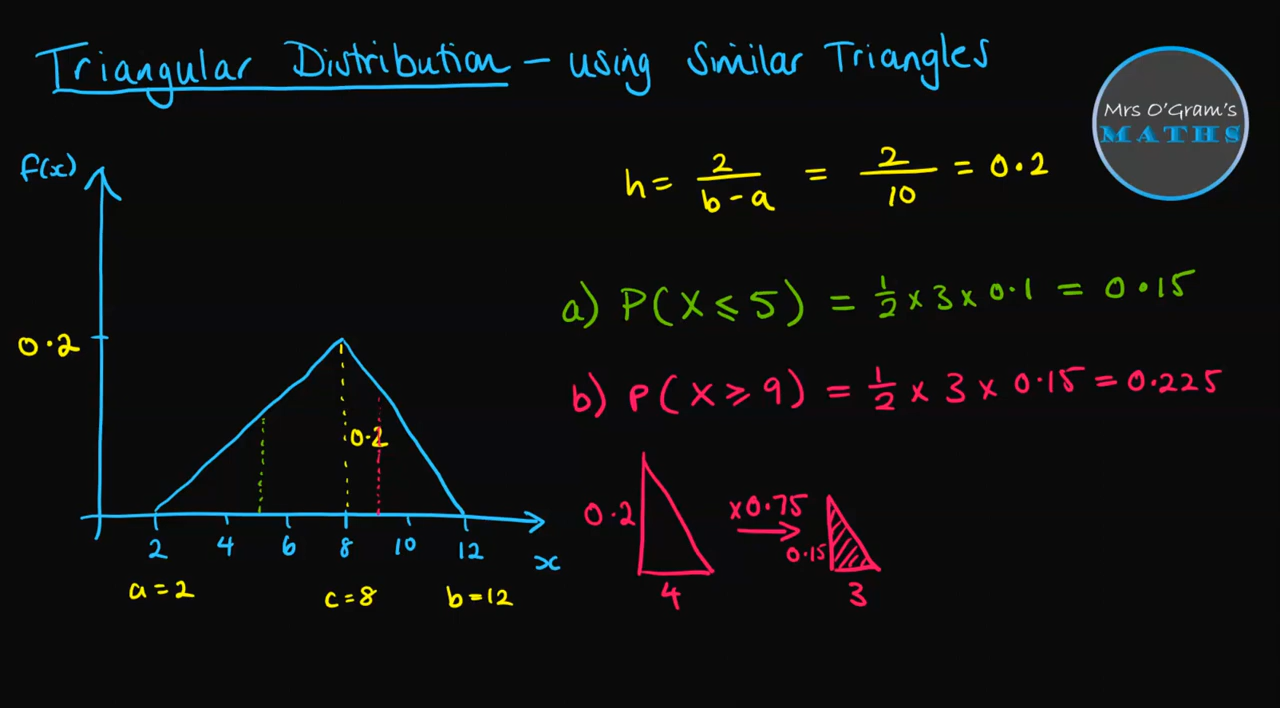 Triangular Distribution - using Similar Triangles
Mrs O'Gram's
MATHS
f(x)
h = 2/(b-a) = 2/10 = 0.2
a) P(X ≤ 5) = 1/2 x 3 x 0.1 = 0.15
0.2
b) P(X ≥ 9) = 1/2 x 3 x 0.15 = 0.225
0.2
0.2 x0.75 0.15
4 3
2 4 6 8 10 12 x
a=2 c=8 b=12